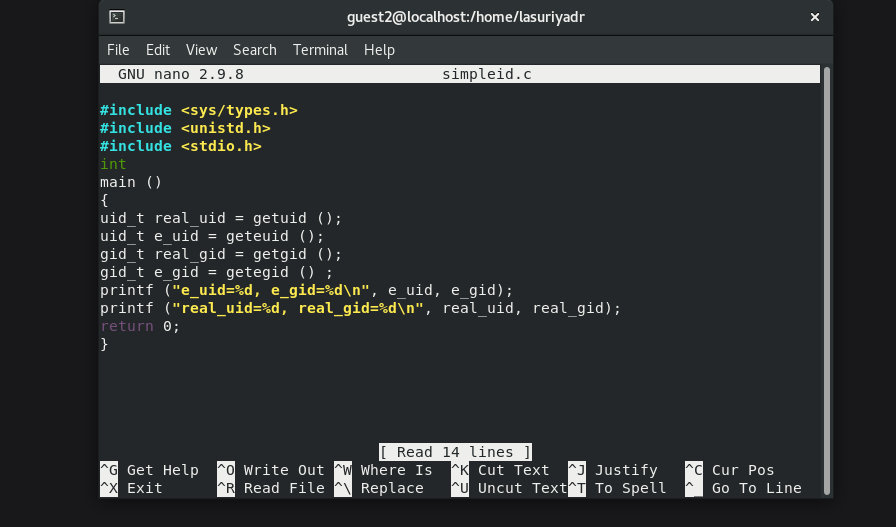 guest2@localhost:/home/lasuriyadr
File Edit View Search Terminal Help
GNU nano 2.9.8 simpleid.c
#include <sys/types.h>
#include <unistd.h>
#include <stdio.h>
int
main ()
{
uid_t real_uid = getuid ();
uid_t e_uid = geteuid ();
gid_t real_gid = getgid ();
gid_t e_gid = getegid () ;
printf ("e_uid=%d, e_gid=%d\n", e_uid, e_gid);
printf ("real_uid=%d, real_gid=%d\n", real_uid, real_gid);
return 0;
}
[ Read 14 lines ]
^G Get Help ^O Write Out ^W Where Is ^K Cut Text ^J Justify ^C Cur Pos
^X Exit ^R Read File ^\ Replace ^U Uncut Text ^T To Spell ^_ Go To Line